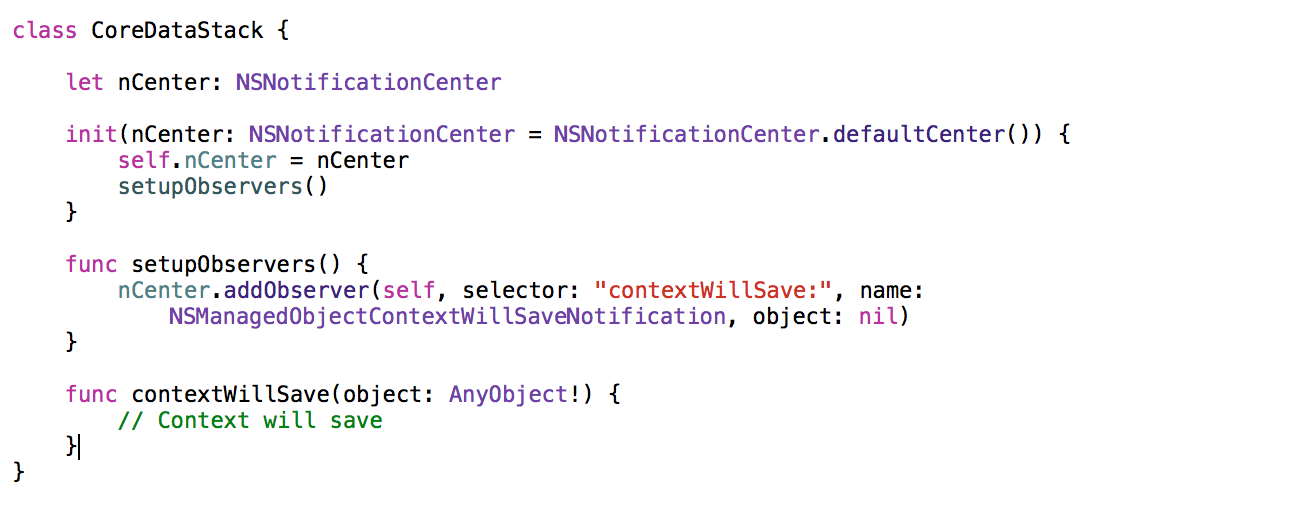 class CoreDataStack {
let nCenter: NSNotificationCenter
init(nCenter: NSNotificationCenter = NSNotificationCenter.defaultCenter()) {
self.nCenter = nCenter
setupObservers()
}
func setupObservers() {
nCenter.addObserver(self, selector: "contextWillSave:", name:
NSManagedObjectContextWillSaveNotification, object: nil)
}
func contextWillSave(object: AnyObject!) {
// Context will save
}
}